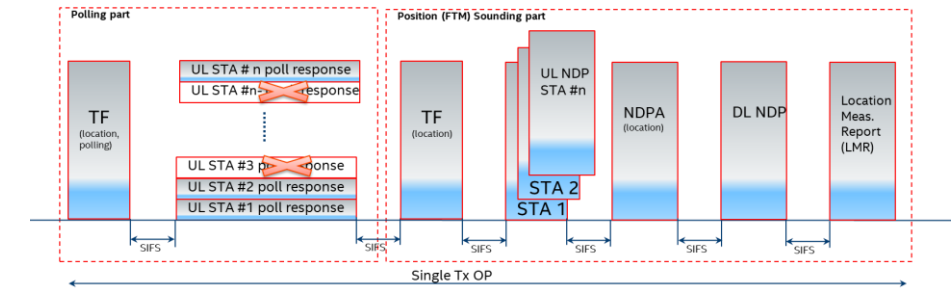 Polling part
Position (FTM) Sounding part
TF
(location,
polling)
UL STA # n poll response
UL STA #n- response
UL STA #3 p
UL STA #2 poll response
UL STA #1 poll response
TF
(location)
UL NDP
STA #n
STA 2
STA 1
NDPA
(location)
DL NDP
Location
Meas.
Report
(LMR)
SIFS
SIFS
SIFS
SIFS
SIFS
SIFS
Single Tx OP